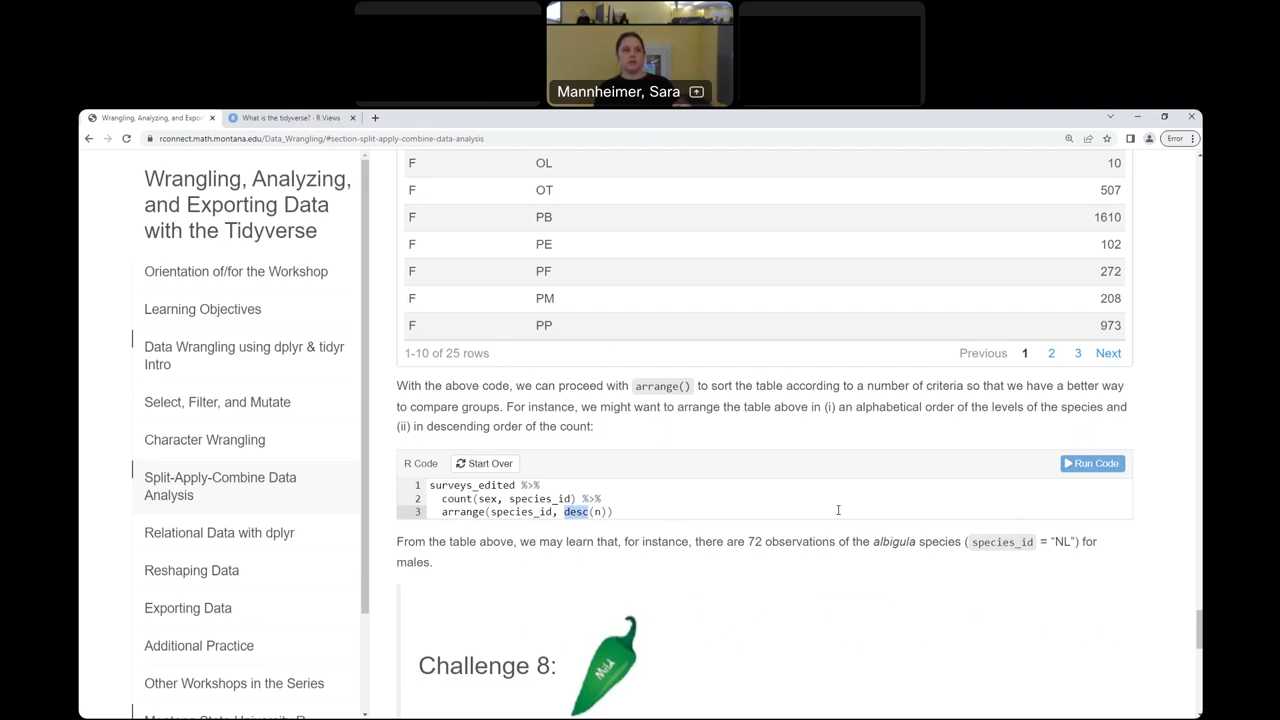 Mannheimer, Sara
Wrangling, Analyzing, and Expor
What is the tidyverse? - R Views
rconnect.math.montana.edu/Data_Wrangling/#section-split-apply-combine-data-analysis
Error
Wrangling, Analyzing,
and Exporting Data
with the Tidyverse
Orientation of/for the Workshop
Learning Objectives
Data Wrangling using dplyr & tidyr
Intro
Select, Filter, and Mutate
Character Wrangling
Split-Apply-Combine Data
Analysis
Relational Data with dplyr
Reshaping Data
Exporting Data
Additional Practice
Other Workshops in the Series
Montana State University R
F OL 10
F OT 507
F PB 1610
F PE 102
F PF 272
F PM 208
F PP 973
1-10 of 25 rows Previous 1 2 3 Next
With the above code, we can proceed with arrange() to sort the table according to a number of criteria so that we have a better way
to compare groups. For instance, we might want to arrange the table above in (i) an alphabetical order of the levels of the species and
(ii) in descending order of the count:
R Code Start Over Run Code
1 surveys_edited %>%
2 count(sex, species_id) %>%
3 arrange(species_id, desc(n))
From the table above, we may learn that, for instance, there are 72 observations of the albigula species ( species_id = “NL”) for
males.
Challenge 8:
Mild